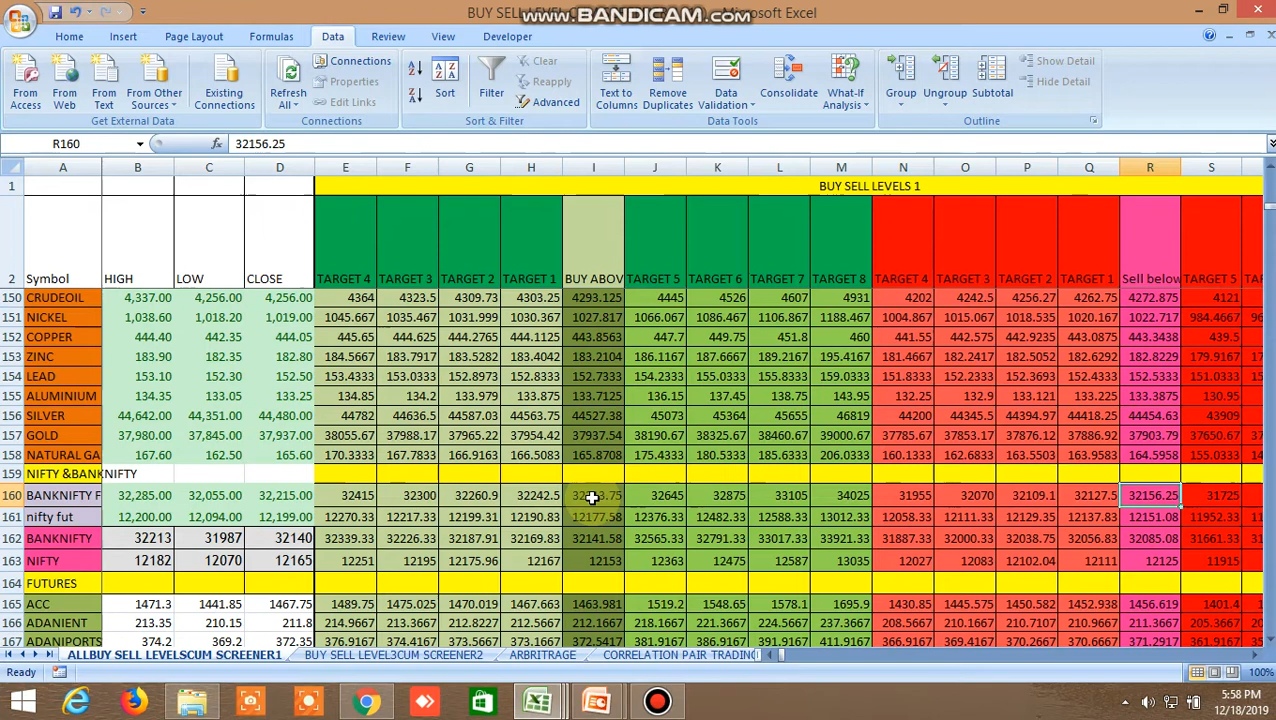 BUY SELL LEVEL www.BANDICAM.com Microsoft Excel
Home Insert Page Layout Formulas Data Review View Developer
From Access From Web From Text From Other Sources Existing Connections Refresh All Connections Properties Edit Links Sort Filter Clear Reapply Advanced Text to Columns Remove Duplicates Data Validation Consolidate What-If Analysis Group Ungroup Subtotal Show Detail Hide Detail
Get External Data Connections Sort & Filter Data Tools Outline
R160 fx 32156.25
A B C D E F G H I J K L M N O P Q R S
1 BUY SELL LEVELS 1
2 Symbol HIGH LOW CLOSE TARGET 4 TARGET 3 TARGET 2 TARGET 1 BUY ABOV TARGET 5 TARGET 6 TARGET 7 TARGET 8 TARGET 4 TARGET 3 TARGET 2 TARGET 1 Sell below TARGET 5
150 CRUDEOIL 4,337.00 4,256.00 4,256.00 4364 4323.5 4309.73 4303.25 4293.125 4445 4526 4607 4931 4202 4242.5 4256.27 4262.75 4272.875 4121
151 NICKEL 1,038.60 1,018.20 1,019.00 1045.667 1035.467 1031.999 1030.367 1027.817 1066.067 1086.467 1106.867 1188.467 1004.867 1015.067 1018.535 1020.167 1022.717 984.4667
152 COPPER 444.40 442.35 444.05 445.65 444.625 444.2765 444.1125 443.8563 447.7 449.75 451.8 460 441.55 442.575 442.9235 443.0875 443.3438 439.5
153 ZINC 183.90 182.35 182.80 184.5667 183.7917 183.5282 183.4042 183.2104 186.1167 187.6667 189.2167 195.4167 181.4667 182.2417 182.5052 182.6292 182.8229 179.9167
154 LEAD 153.10 152.30 152.50 153.4333 153.0333 152.8973 152.8333 152.7333 154.2333 155.0333 155.8333 159.0333 151.8333 152.2333 152.3693 152.4333 152.5333 151.0333
155 ALUMINIUM 134.35 133.05 133.25 134.85 134.2 133.979 133.875 133.7125 136.15 137.45 138.75 143.95 132.25 132.9 133.121 133.225 133.3875 130.95
156 SILVER 44,642.00 44,351.00 44,480.00 44782 44636.5 44587.03 44563.75 44527.38 45073 45364 45655 46819 44200 44345.5 44394.97 44418.25 44454.63 43909
157 GOLD 37,980.00 37,845.00 37,937.00 38055.67 37988.17 37965.22 37954.42 37937.54 38190.67 38325.67 38460.67 39000.67 37785.67 37853.17 37876.12 37886.92 37903.79 37650.67
158 NATURAL GA 167.60 162.50 165.60 170.3333 167.7833 166.9163 166.5083 165.8708 175.4333 180.5333 185.6333 206.0333 160.1333 162.6833 163.5503 163.9583 164.5958 155.0333
159 NIFTY &BANKNIFTY
160 BANKNIFTY F 32,285.00 32,055.00 32,215.00 32415 32300 32260.9 32242.5 32645 32875 33105 34025 31955 32070 32109.1 32127.5 32156.25 31725
161 nifty fut 12,200.00 12,094.00 12,199.00 12270.33 12217.33 12199.31 12190.83 12177.58 12376.33 12482.33 12588.33 13012.33 12058.33 12111.33 12129.35 12137.83 12151.08 11952.33
162 BANKNIFTY 32213 31987 32140 32339.33 32226.33 32187.91 32169.83 32141.58 32565.33 32791.33 33017.33 33921.33 31887.33 32000.33 32038.75 32056.83 32085.08 31661.33
163 NIFTY 12182 12070 12165 12251 12195 12175.96 12167 12153 12363 12475 12587 13035 12027 12083 12102.04 12111 12125 11915
164 FUTURES
165 ACC 1471.3 1441.85 1467.75 1489.75 1475.025 1470.019 1467.663 1463.981 1519.2 1548.65 1578.1 1695.9 1430.85 1445.575 1450.582 1452.938 1456.619 1401.4
166 ADANIENT 213.35 210.15 211.8 214.9667 213.3667 212.8227 212.5667 212.1667 218.1667 221.3667 224.5667 237.3667 208.5667 210.1667 210.7107 210.9667 211.3667 205.3667
167 ADANIPORTS 374.2 369.2 372.35 376.9167 374.4167 373.5667 373.1667 372.5417 381.9167 386.9167 391.9167 411.9167 366.9167 369.4167 370.2667 370.6667 371.2917 361.9167
ALLBUY SELL LEVELSCUM SCREENER1 BUY SELL LEVEL3CUM SCREENER2 ARBITRAGE CORRELATION PAIR TRADING
Ready 100%
5:58 PM
12/18/2019